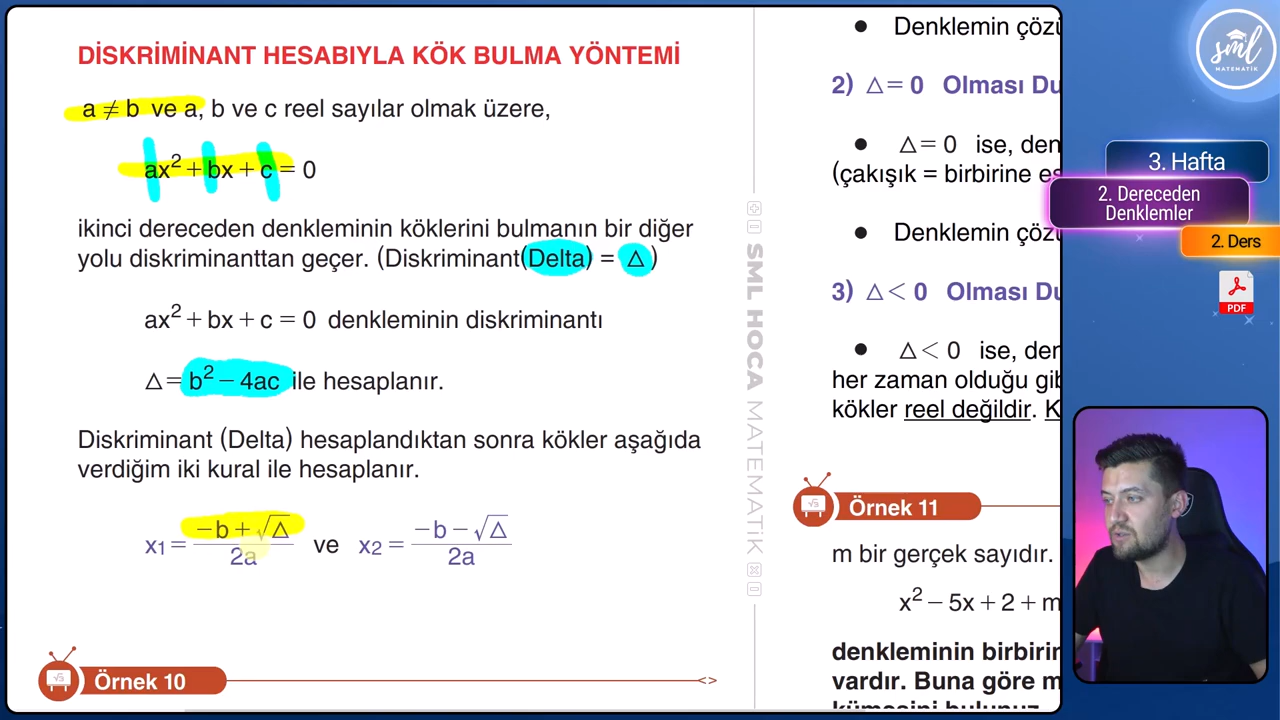 DİSKRİMİNANT HESABIYLA KÖK BULMA YÖNTEMİ
a ≠ b ve a, b ve c reel sayılar olmak üzere,
ax² + bx + c = 0
ikinci dereceden denkleminin köklerini bulmanın bir diğer
yolu diskriminanttan geçer. (Diskriminant(Delta) = △)
ax² + bx + c = 0 denkleminin diskriminantı
△ = b² − 4ac ile hesaplanır.
Diskriminant (Delta) hesaplandıktan sonra kökler aşağıda
verdiğim iki kural ile hesaplanır.
x1 = (−b + √△) / 2a ve x2 = (−b − √△) / 2a
Örnek 10
SML HOCA MATEMATİK
• Denklemin çözü
2) △ = 0 Olması Du
• △ = 0 ise, den
(çakışık = birbirine eş
• Denklemin çözü
3) △ < 0 Olması Du
• △ < 0 ise, den
her zaman olduğu gib
kökler reel değildir. K
Örnek 11
m bir gerçek sayıdır.
x² − 5x + 2 + m
denkleminin birbirin
vardır. Buna göre m
kümesini bulunuz
sml
MATEMATİK
3. Hafta
2. Dereceden
Denklemler
2. Ders
PDF